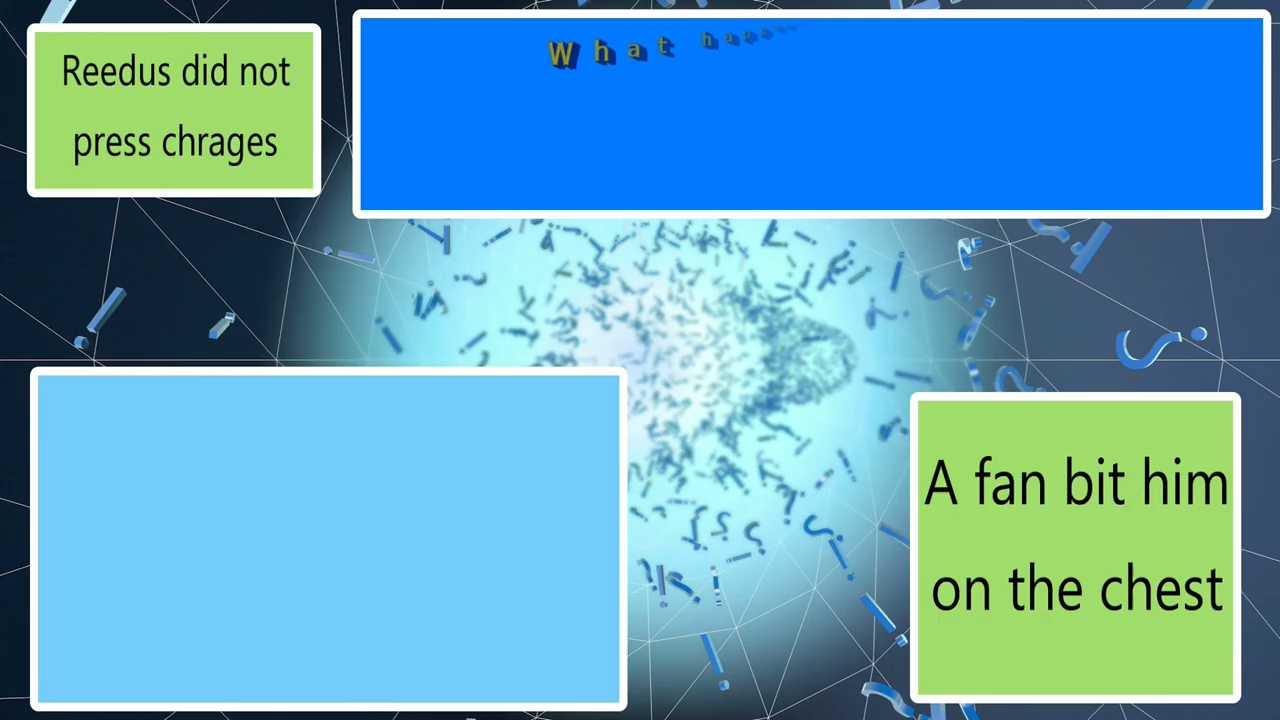 Reedus did not
press chrages
What
A fan bit him
on the chest